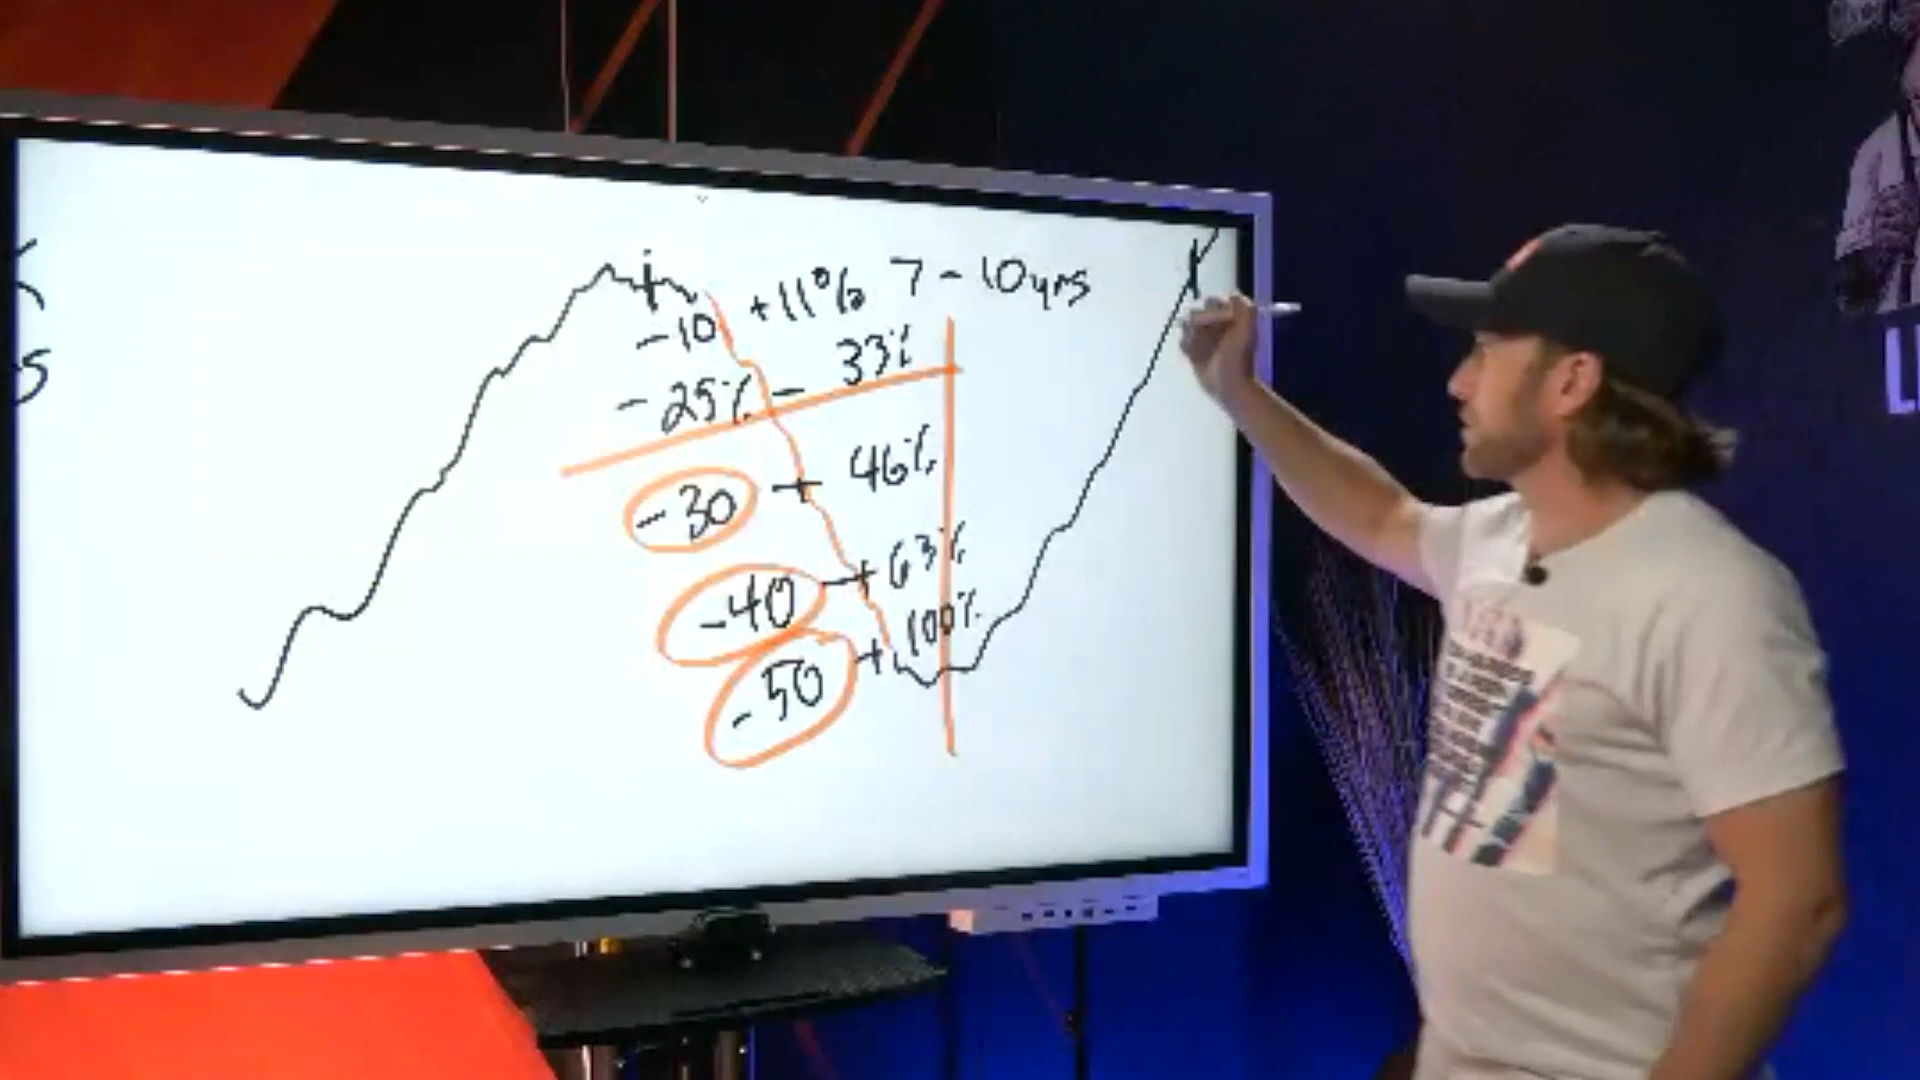 S
+11% 7-10yrs
-10
-25% - 33%
-30 + 46%
-40 + 63%
-50 + 100%